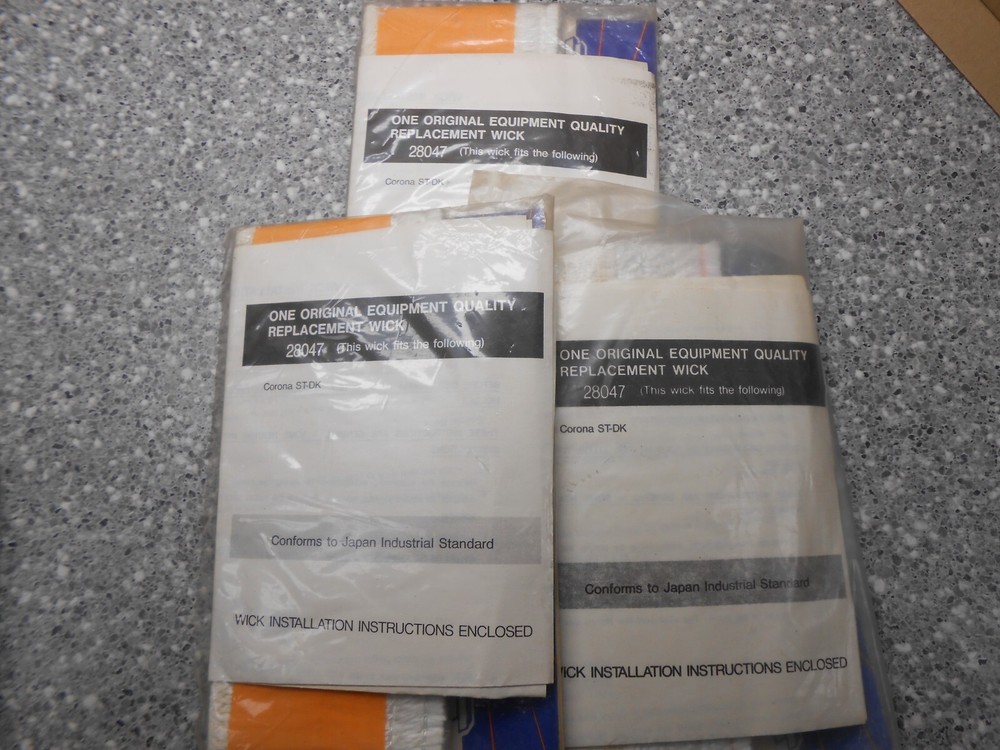 ONE ORIGINAL EQUIPMENT QUALITY
REPLACEMENT WICK
28047 (This wick fits the following)
Corona ST-DK
ONE ORIGINAL EQUIPMENT QUALITY
REPLACEMENT WICK
28047 (This wick fits the following)
Corona ST-DK
Conforms to Japan Industrial Standard
WICK INSTALLATION INSTRUCTIONS ENCLOSED
ONE ORIGINAL EQUIPMENT QUALITY
REPLACEMENT WICK
28047 (This wick fits the following)
Corona ST-DK
Conforms to Japan Industrial Standard
WICK INSTALLATION INSTRUCTIONS ENCLOSED